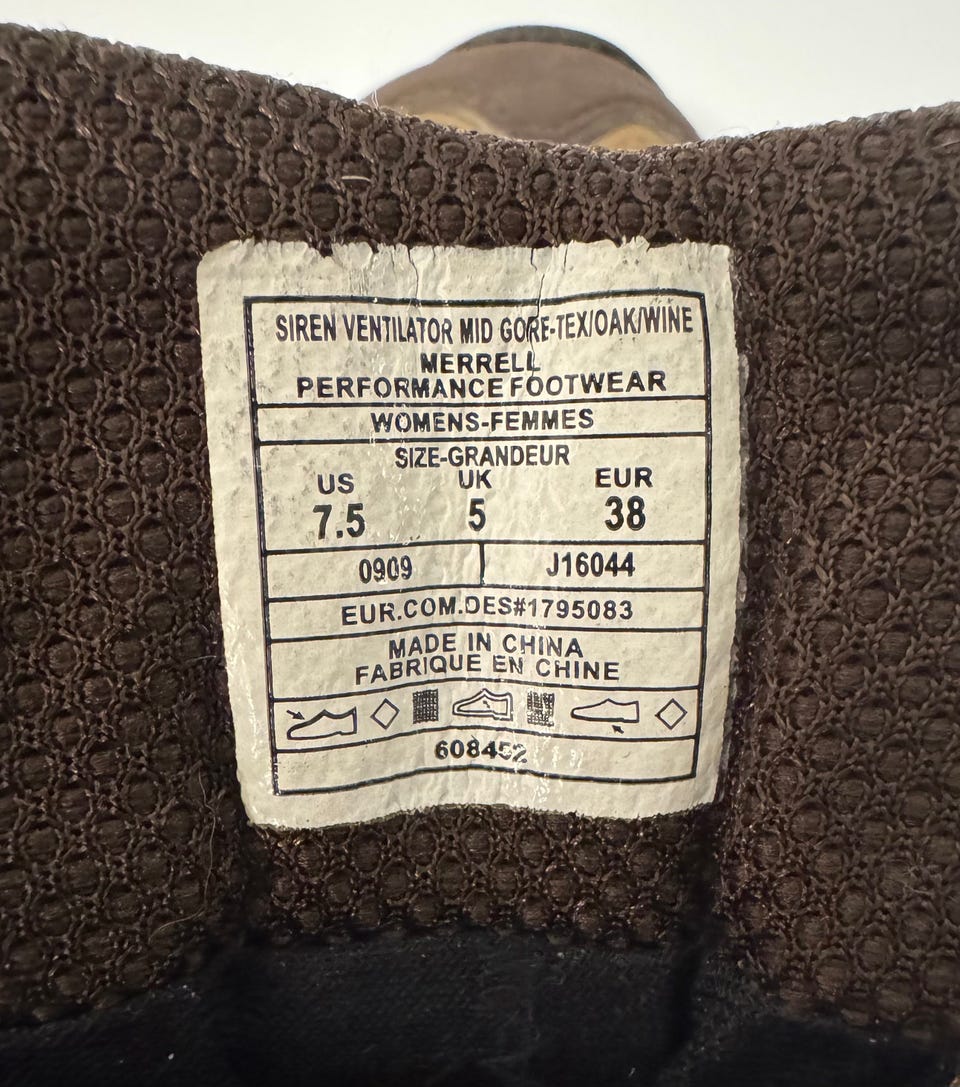 SIREN VENTILATOR MID GORE-TEX/OAK/WINE
MERRELL
PERFORMANCE FOOTWEAR
WOMENS-FEMMES
SIZE-GRANDEUR
US UK EUR
7.5 5 38
0909 J16044
EUR.COM.DES#1795083
MADE IN CHINA
FABRIQUE EN CHINE
608452